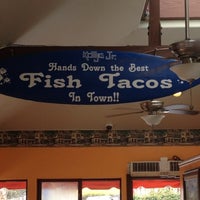 Hands Down the Best
Fish Tacos
In Town!!